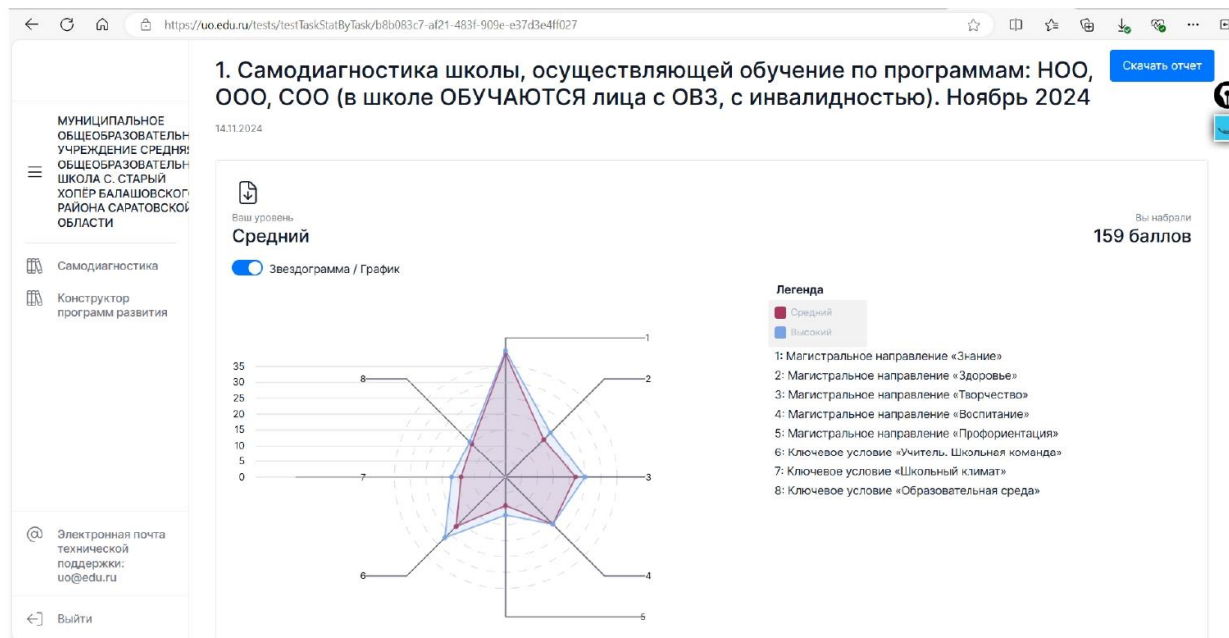 https://uo.edu.ru/tests/testTaskStatByTask/b8b083c7-af21-483f-909e-e37d3e4ff027
1. Самодиагностика школы, осуществляющей обучение по программам: НОО,
ООО, СОО (в школе ОБУЧАЮТСЯ лица с ОВЗ, с инвалидностью). Ноябрь 2024
Скачать отчет
14.11.2024
МУНИЦИПАЛЬНОЕ
ОБЩЕОБРАЗОВАТЕЛЬН
УЧРЕЖДЕНИЕ СРЕДНЯЯ
ОБЩЕОБРАЗОВАТЕЛЬН
ШКОЛА С. СТАРЫЙ
ХОПЁР БАЛАШОВСКОГО
РАЙОНА САРАТОВСКОЙ
ОБЛАСТИ
Самодиагностика
Конструктор
программ развития
Электронная почта
технической
поддержки:
uo@edu.ru
Выйти
Ваш уровень
Средний
Вы набрали
159 баллов
Звездограмма / График
35
30
25
20
15
10
5
0
1
2
3
4
5
6
7
8
Легенда
Средний
Высокий
1: Магистральное направление «Знание»
2: Магистральное направление «Здоровье»
3: Магистральное направление «Творчество»
4: Магистральное направление «Воспитание»
5: Магистральное направление «Профориентация»
6: Ключевое условие «Учитель. Школьная команда»
7: Ключевое условие «Школьный климат»
8: Ключевое условие «Образовательная среда»